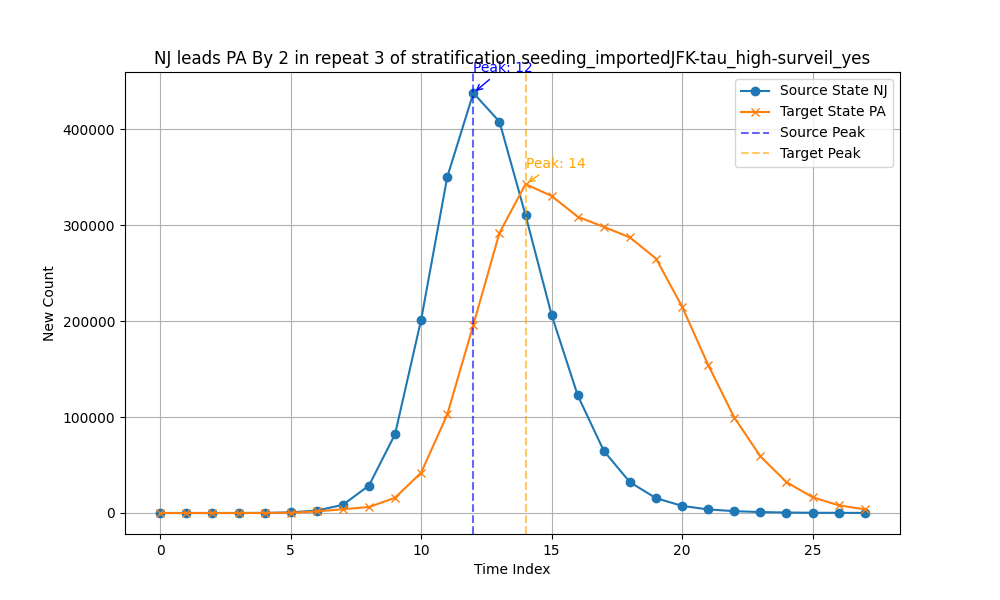 NJ leads PA By 2 in repeat 3 of stratification.seeding_importedJFK-tau_high-surveil_yes
Peak: 12
Source State NJ
Target State PA
Source Peak
Target Peak
Peak: 14
New Count
400000
300000
200000
100000
0
0 5 10 15 20 25
Time Index